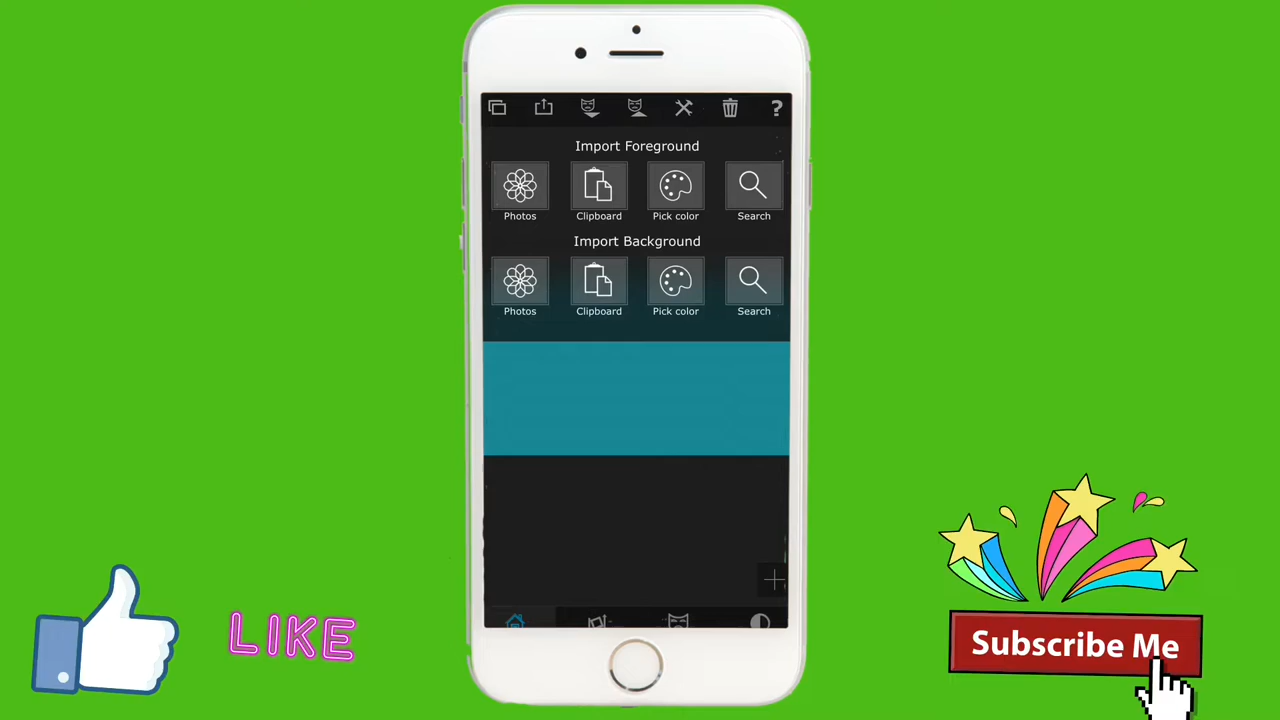 ?
Import Foreground
Photos Clipboard Pick color Search
Import Background
Photos Clipboard Pick color Search
LIKE
Subscribe Me